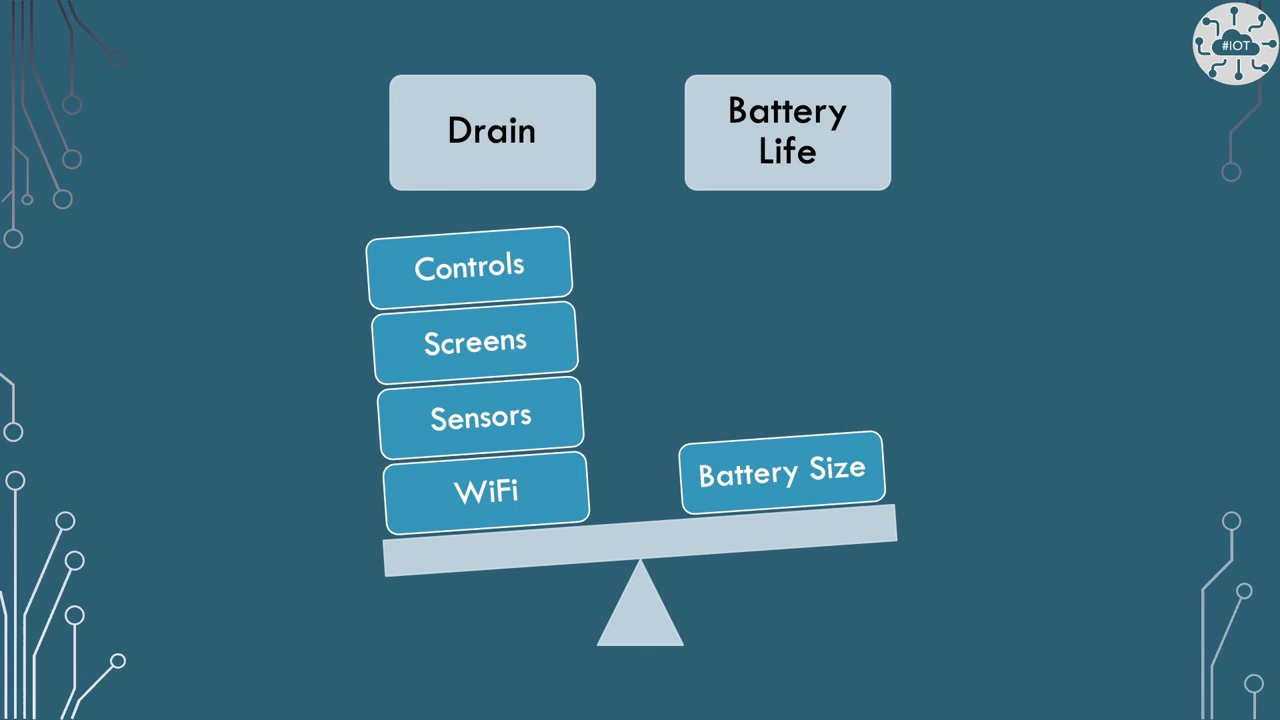 #IOT
Drain
Battery
Life
Controls
Screens
Sensors
WiFi
Battery Size